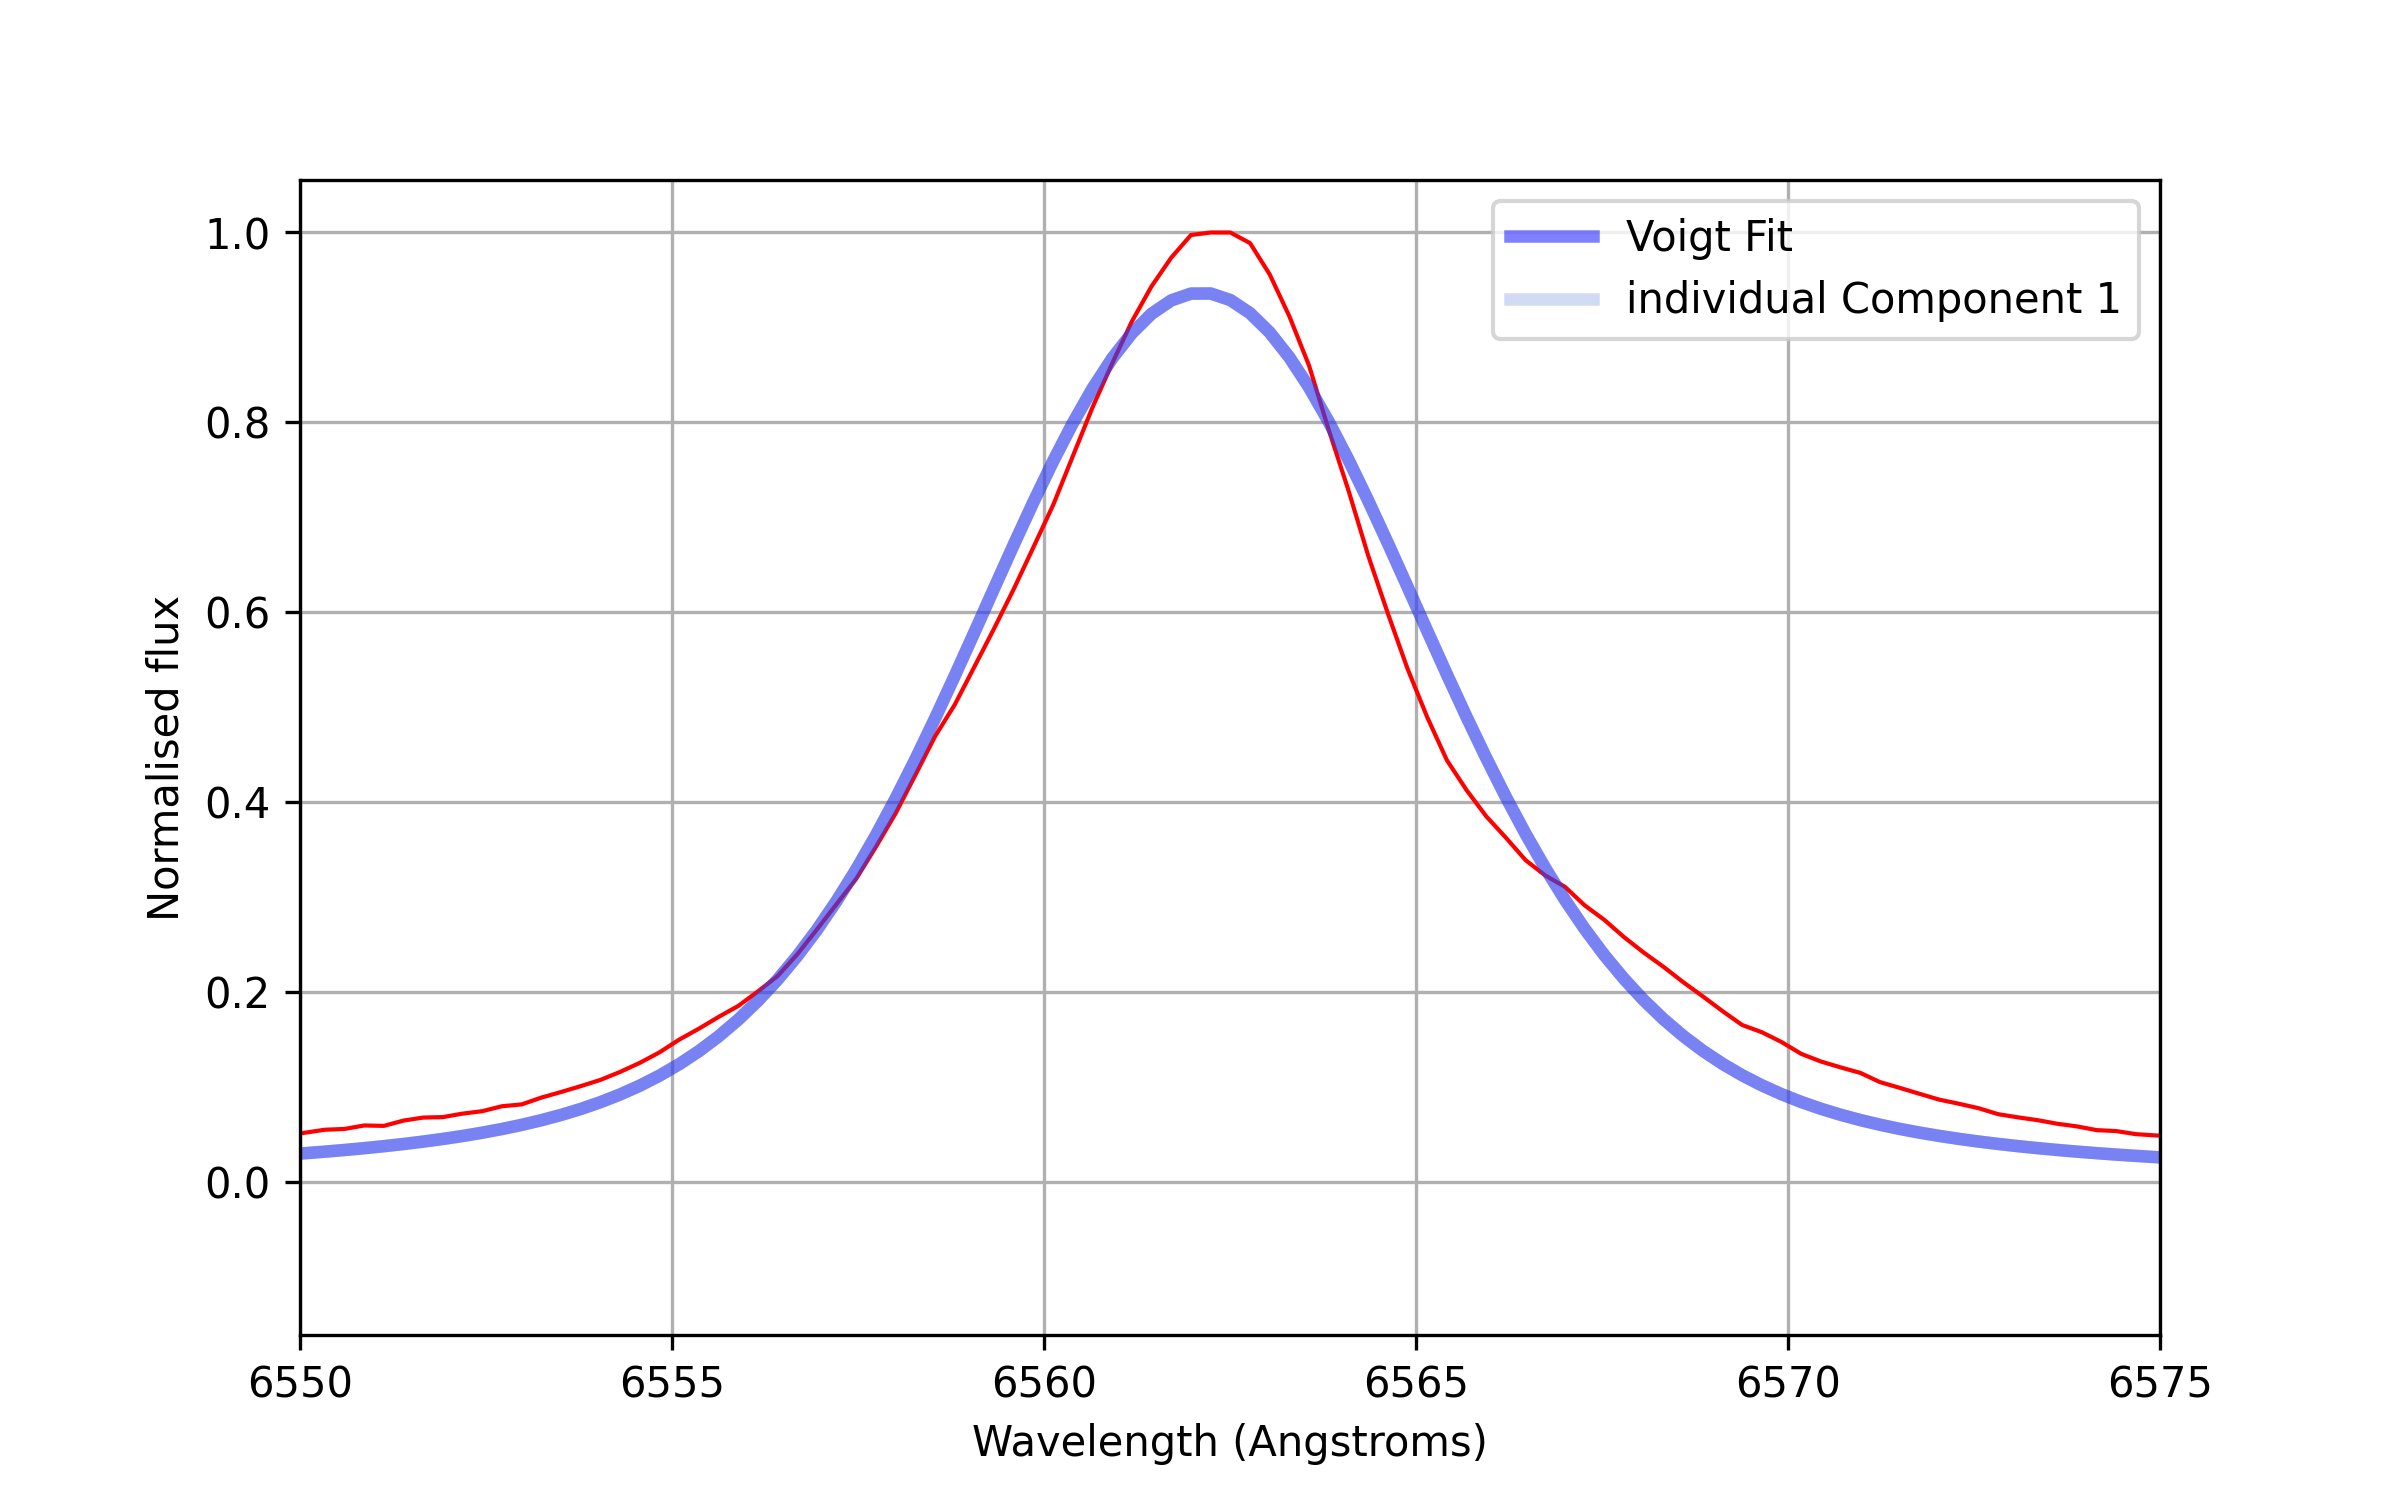 Voigt Fit
individual Component 1
1.0
0.8
0.6
0.4
0.2
0.0
Normalised flux
6550 6555 6560 6565 6570 6575
Wavelength (Angstroms)